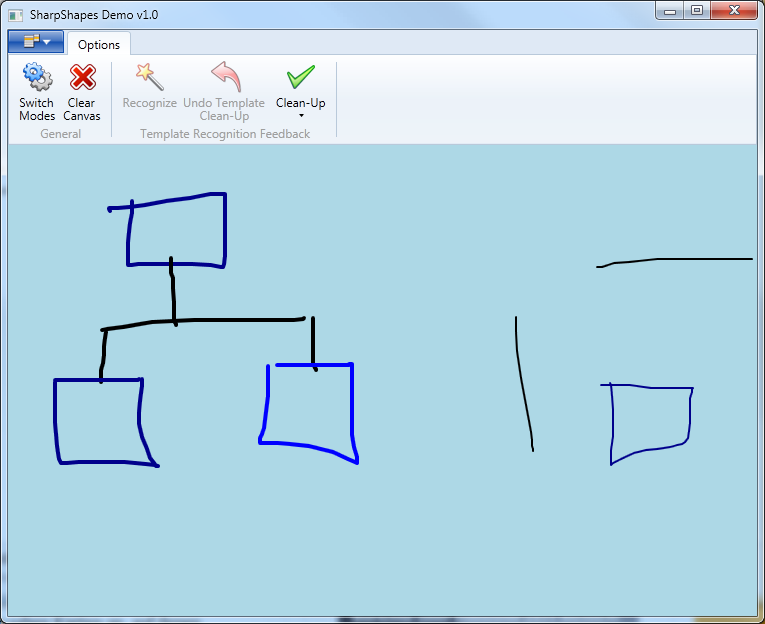 SharpShapes Demo v1.0
Options
Switch Modes
Clear Canvas
Recognize
Undo Template Clean-Up
Clean-Up
General
Template Recognition Feedback